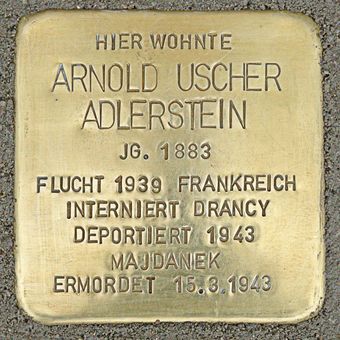 HIER WOHNTE
ARNOLD USCHER
ADLERSTEIN
JG. 1883
FLUCHT 1939 FRANKREICH
INTERNIERT DRANCY
DEPORTIERT 1943
MAJDANEK
ERMORDET 15.3.1943